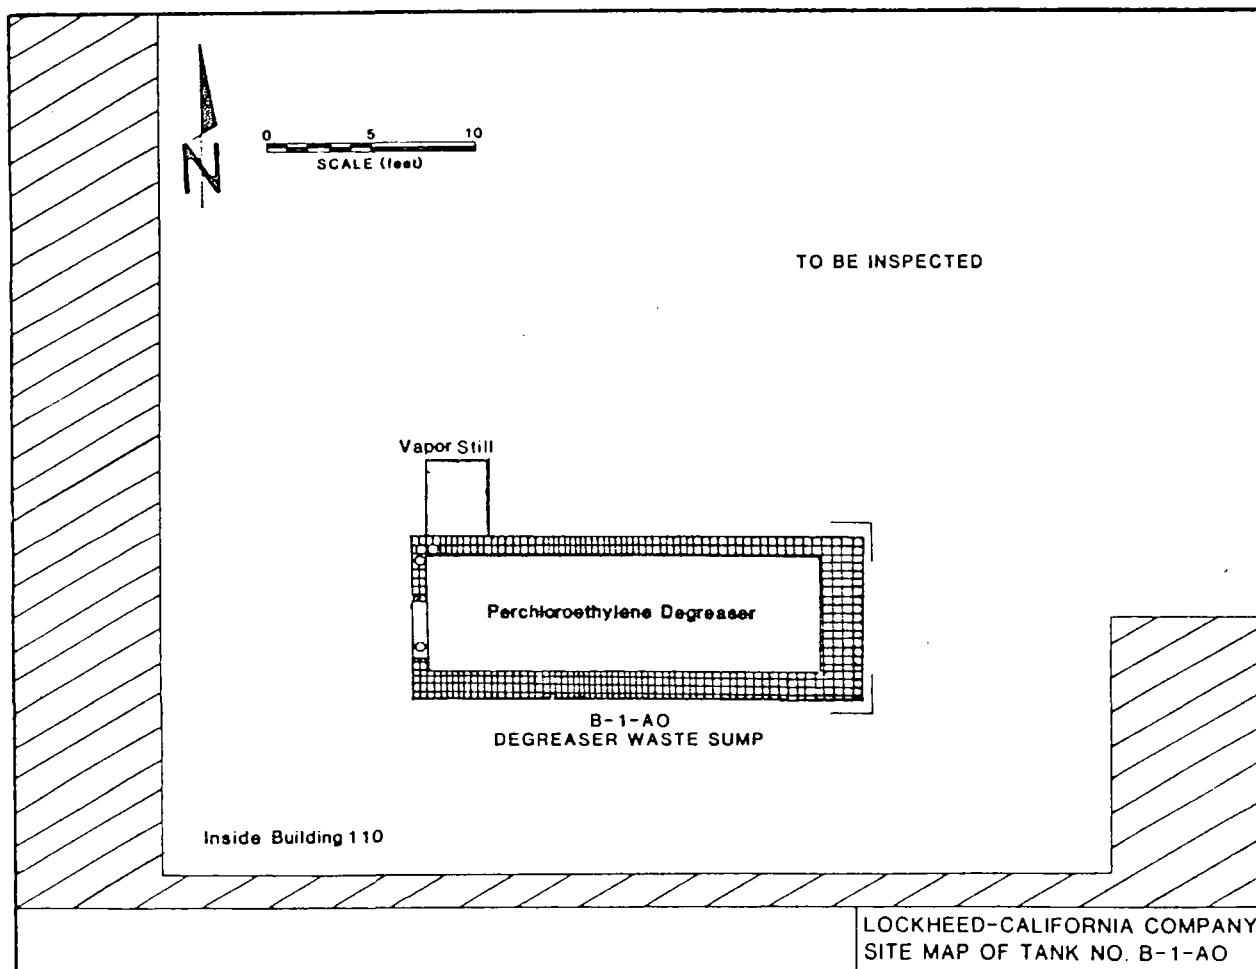 N
0 5 10
SCALE (feet)
TO BE INSPECTED
Vapor Still
Perchloroethylene Degreaser
B-1-AO
DEGREASER WASTE SUMP
Inside Building 110
LOCKHEED-CALIFORNIA COMPANY
SITE MAP OF TANK NO. B-1-AO